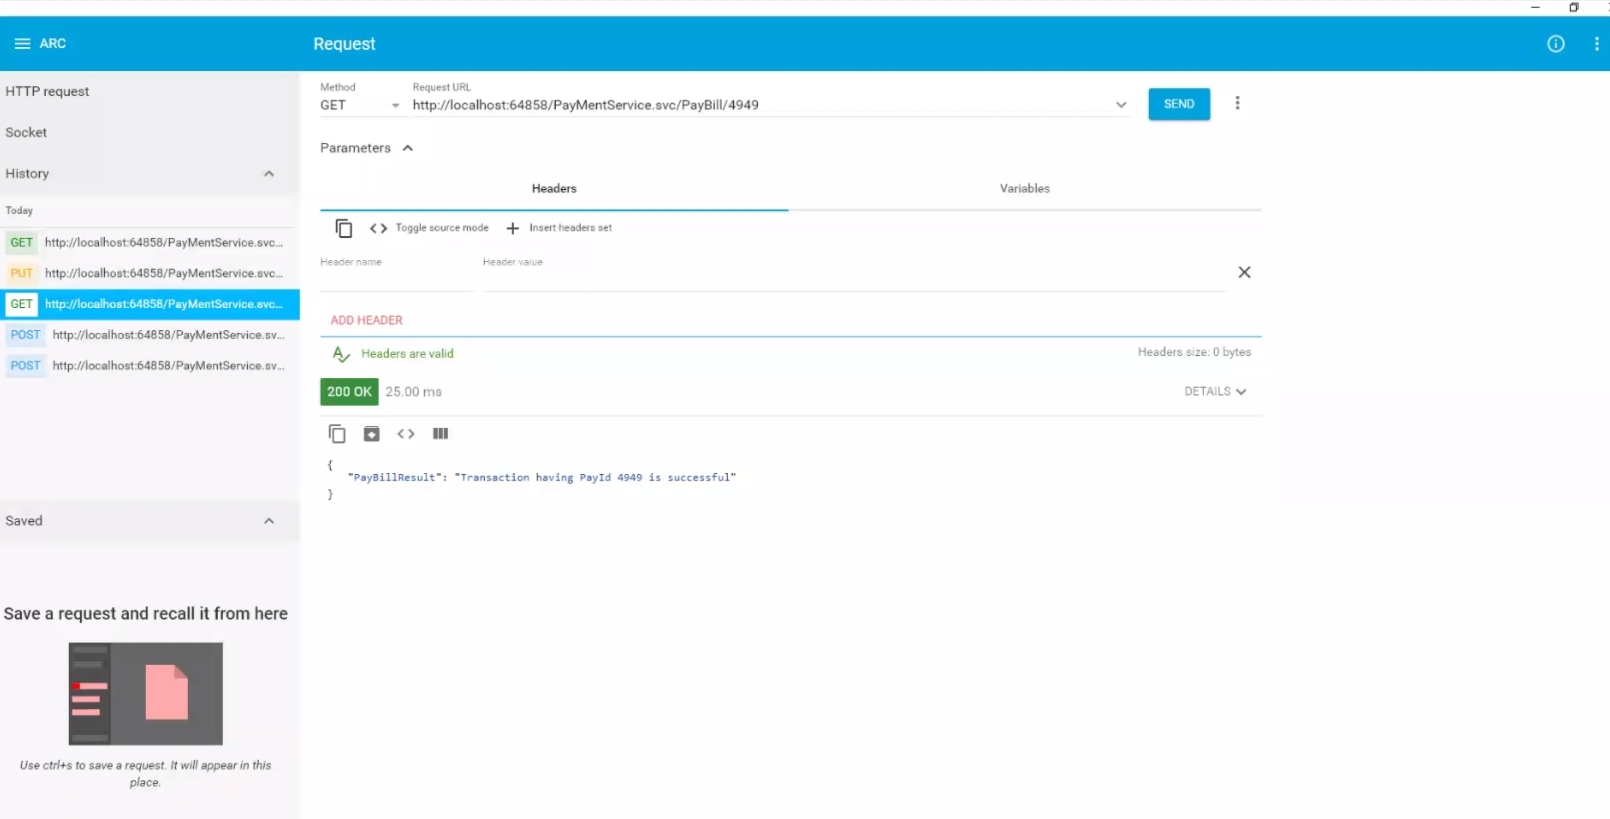 ARC
Request
HTTP request
Socket
History
Today
GET http://localhost:64858/PayMentService.svc...
PUT http://localhost:64858/PayMentService.svc...
GET http://localhost:64858/PayMentService.svc...
POST http://localhost:64858/PayMentService.sv...
POST http://localhost:64858/PayMentService.sv...
Saved
Save a request and recall it from here
Use ctrl+s to save a request. It will appear in this
place.
Method
Request URL
GET
http://localhost:64858/PayMentService.svc/PayBill/4949
SEND
Parameters
Headers
Variables
Toggle source mode
Insert headers set
Header name
Header value
ADD HEADER
Headers are valid
Headers size: 0 bytes
200 OK
25.00 ms
DETAILS
{
"PayBillResult": "Transaction having PayId 4949 is successful"
}